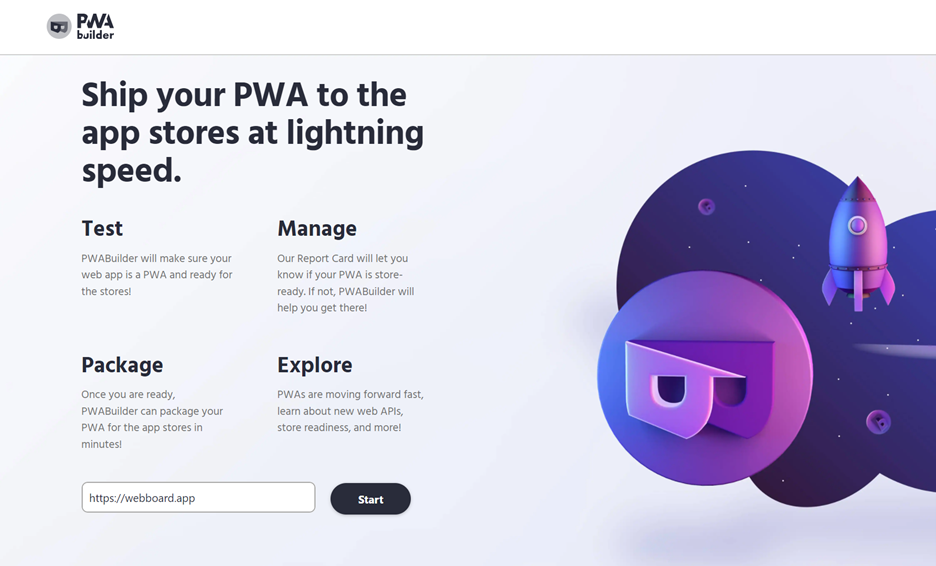 PWA
builder
Ship your PWA to the
app stores at lightning
speed.
Test
PWABuilder will make sure your
web app is a PWA and ready for
the stores!
Manage
Our Report Card will let you
know if your PWA is store-
ready. If not, PWABuilder will
help you get there!
Package
Once you are ready,
PWABuilder can package your
PWA for the app stores in
minutes!
Explore
PWAs are moving forward fast,
learn about new web APIs,
store readiness, and more!
https://webboard.app
Start